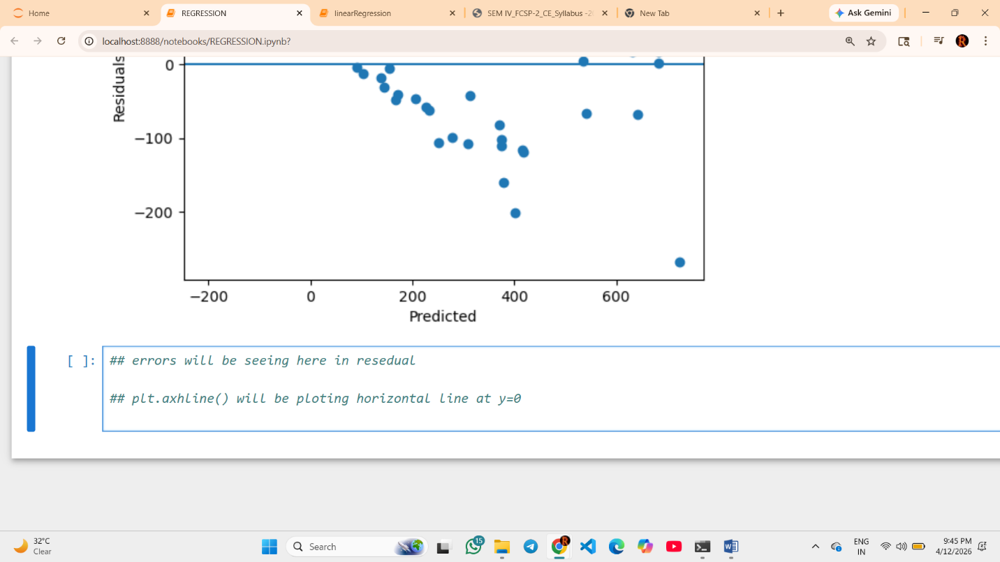 Home
REGRESSION
linearRegression
SEM IV_FCSP-2_CE_Syllabus -2
New Tab
Ask Gemini
localhost:8888/notebooks/REGRESSION.ipynb?
Residuals
0
−100
−200
−200 0 200 400 600
Predicted
[ ]:
## errors will be seeing here in resedual
## plt.axhline() will be ploting horizontal line at y=0
32°C
Clear
Search
15
ENG
IN
9:45 PM
4/12/2026